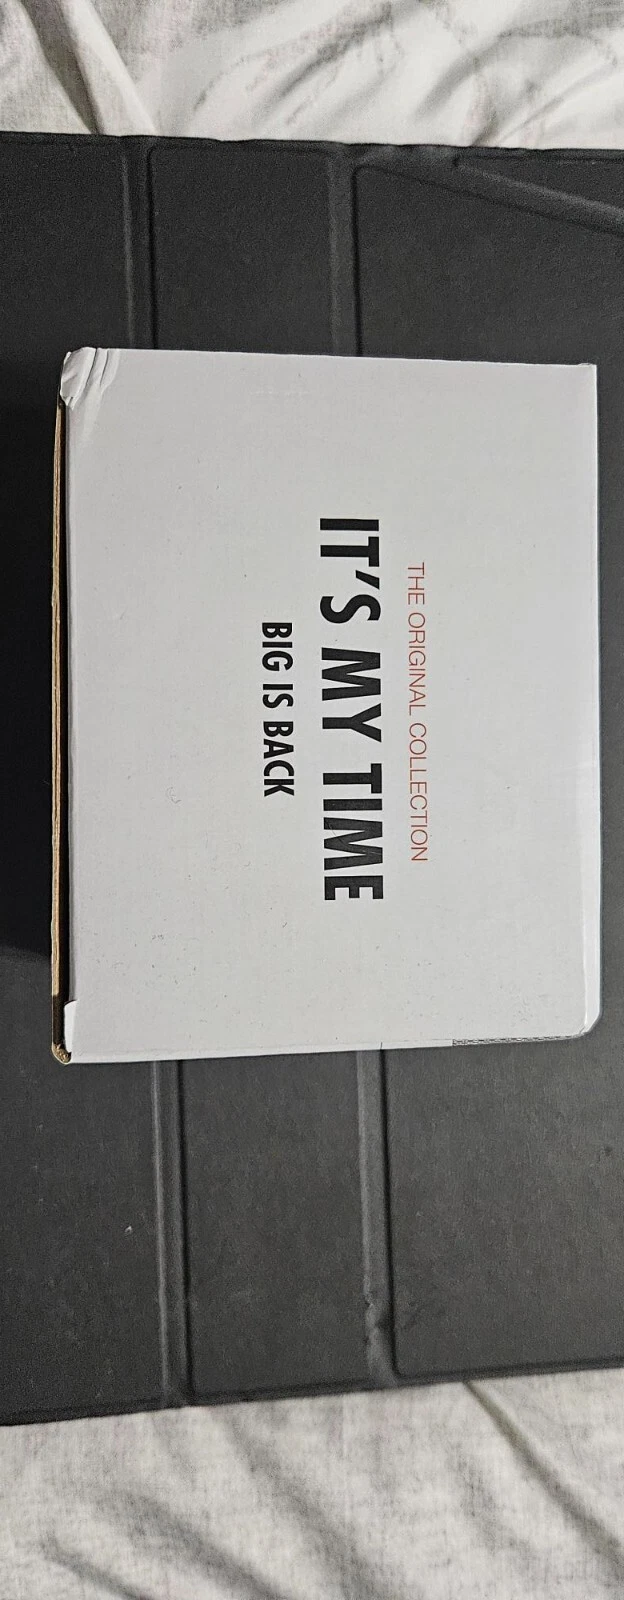 THE ORIGINAL COLLECTION
IT'S MY TIME
BIG IS BACK